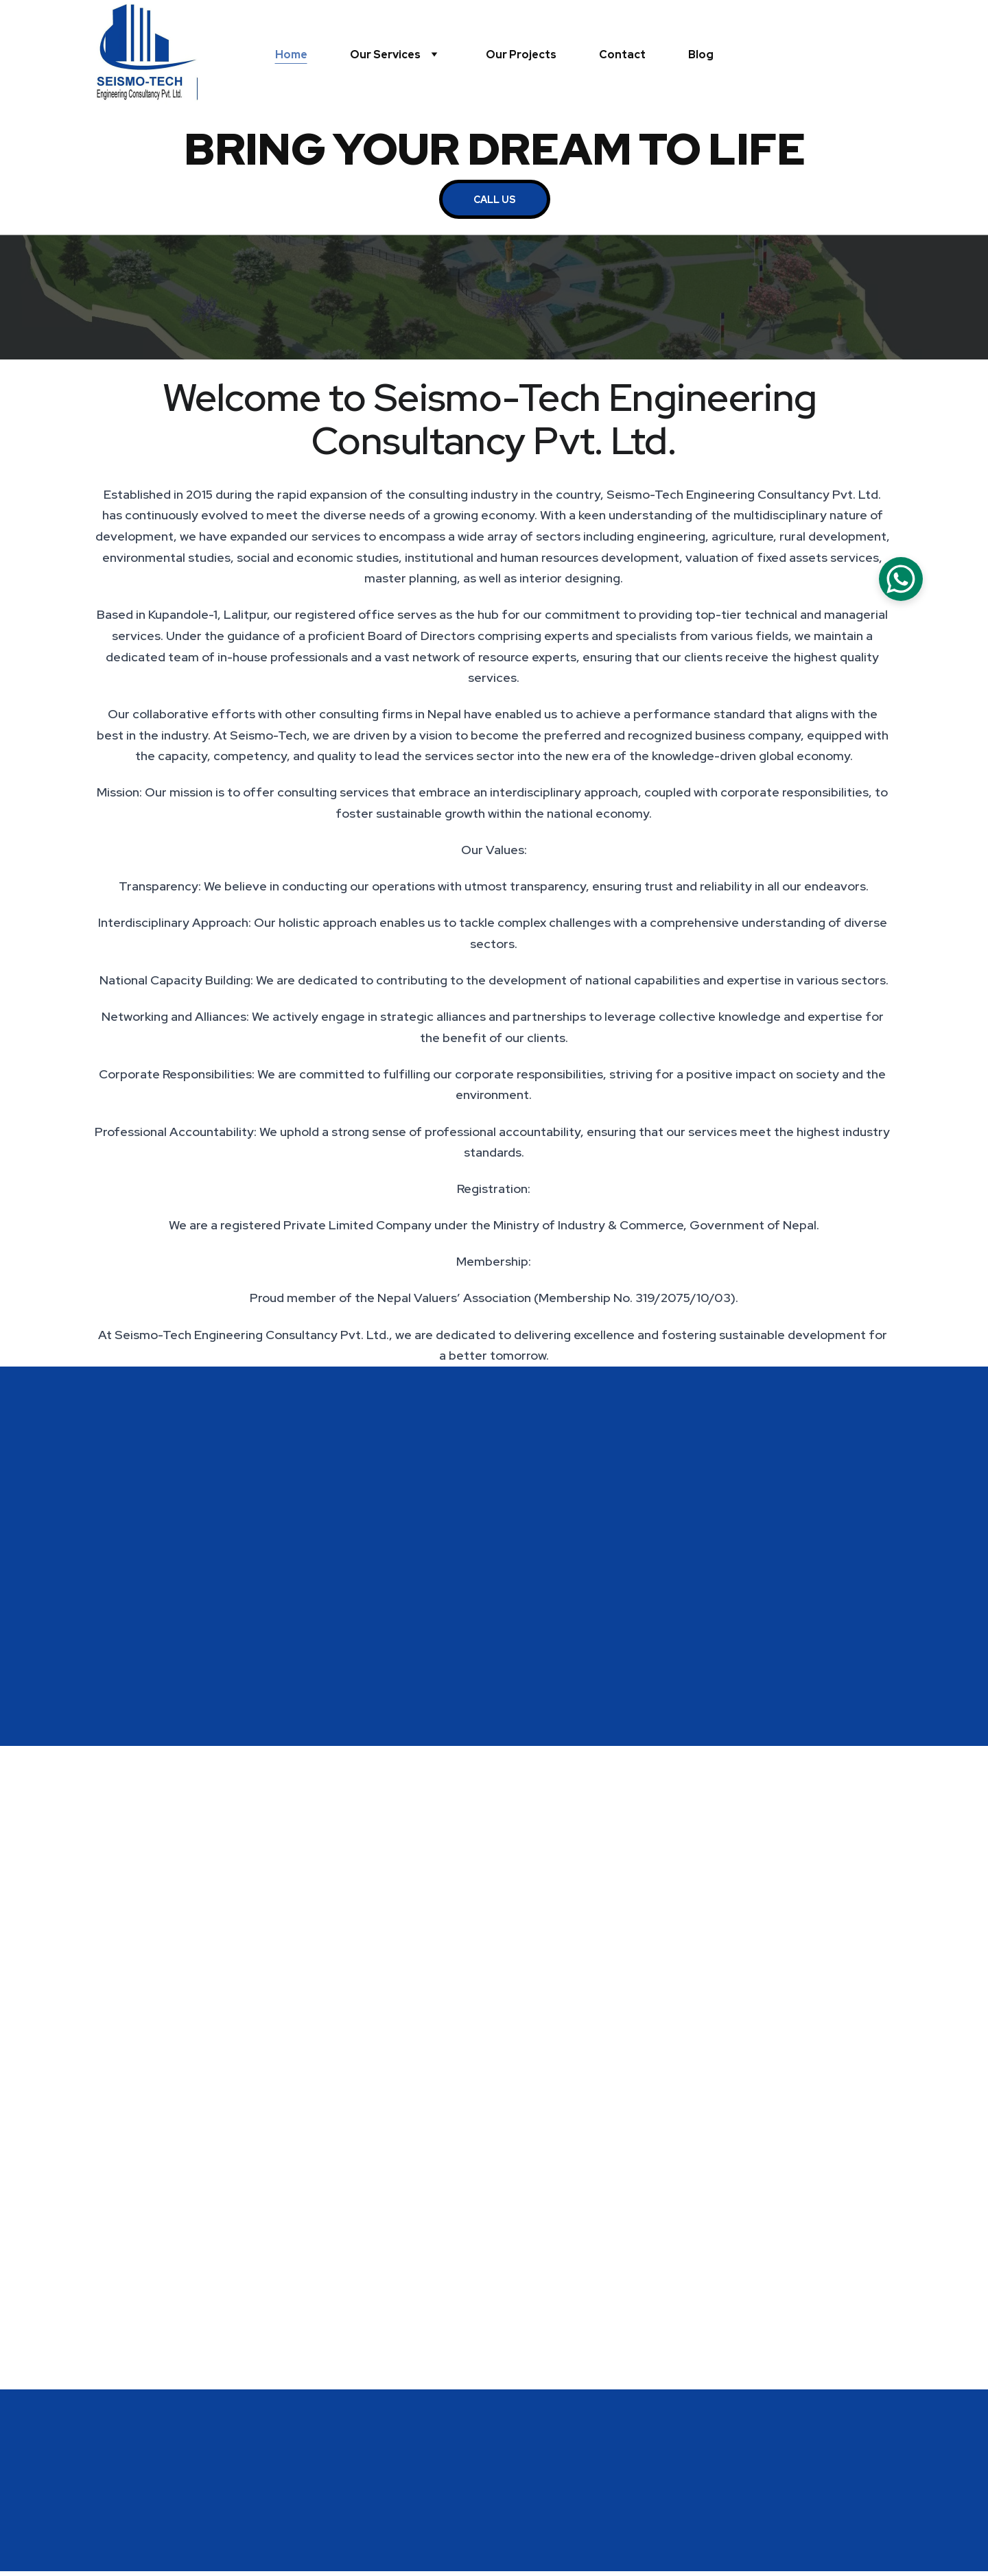 SEISMO-TECH
Engineering Consultancy Pvt. Ltd.
Home
Our Services
Our Projects
Contact
Blog
BRING YOUR DREAM TO LIFE
CALL US
Welcome to Seismo-Tech Engineering
Consultancy Pvt. Ltd.
Established in 2015 during the rapid expansion of the consulting industry in the country, Seismo-Tech Engineering Consultancy Pvt. Ltd.
has continuously evolved to meet the diverse needs of a growing economy. With a keen understanding of the multidisciplinary nature of
development, we have expanded our services to encompass a wide array of sectors including engineering, agriculture, rural development,
environmental studies, social and economic studies, institutional and human resources development, valuation of fixed assets services,
master planning, as well as interior designing.
Based in Kupandole-1, Lalitpur, our registered office serves as the hub for our commitment to providing top-tier technical and managerial
services. Under the guidance of a proficient Board of Directors comprising experts and specialists from various fields, we maintain a
dedicated team of in-house professionals and a vast network of resource experts, ensuring that our clients receive the highest quality
services.
Our collaborative efforts with other consulting firms in Nepal have enabled us to achieve a performance standard that aligns with the
best in the industry. At Seismo-Tech, we are driven by a vision to become the preferred and recognized business company, equipped with
the capacity, competency, and quality to lead the services sector into the new era of the knowledge-driven global economy.
Mission: Our mission is to offer consulting services that embrace an interdisciplinary approach, coupled with corporate responsibilities, to
foster sustainable growth within the national economy.
Our Values:
Transparency: We believe in conducting our operations with utmost transparency, ensuring trust and reliability in all our endeavors.
Interdisciplinary Approach: Our holistic approach enables us to tackle complex challenges with a comprehensive understanding of diverse
sectors.
National Capacity Building: We are dedicated to contributing to the development of national capabilities and expertise in various sectors.
Networking and Alliances: We actively engage in strategic alliances and partnerships to leverage collective knowledge and expertise for
the benefit of our clients.
Corporate Responsibilities: We are committed to fulfilling our corporate responsibilities, striving for a positive impact on society and the
environment.
Professional Accountability: We uphold a strong sense of professional accountability, ensuring that our services meet the highest industry
standards.
Registration:
We are a registered Private Limited Company under the Ministry of Industry & Commerce, Government of Nepal.
Membership:
Proud member of the Nepal Valuers’ Association (Membership No. 319/2075/10/03).
At Seismo-Tech Engineering Consultancy Pvt. Ltd., we are dedicated to delivering excellence and fostering sustainable development for
a better tomorrow.